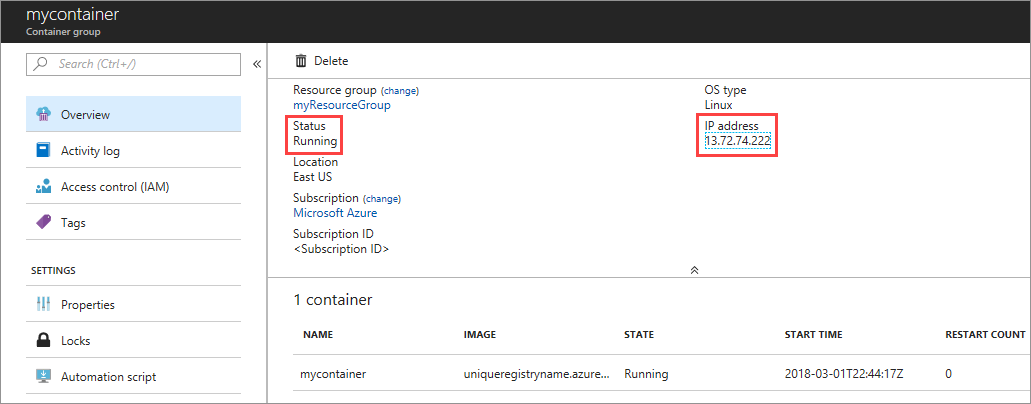 mycontainer
Container group
Search (Ctrl+/)
«
Overview
Activity log
Access control (IAM)
Tags
SETTINGS
Properties
Locks
Automation script
Delete
Resource group (change)
myResourceGroup
Status
Running
Location
East US
Subscription (change)
Microsoft Azure
Subscription ID
<Subscription ID>
OS type
Linux
IP address
13.72.74.222
1 container
NAME IMAGE STATE START TIME RESTART COUNT
mycontainer uniqueregistryname.azure... Running 2018-03-01T22:44:17Z 0